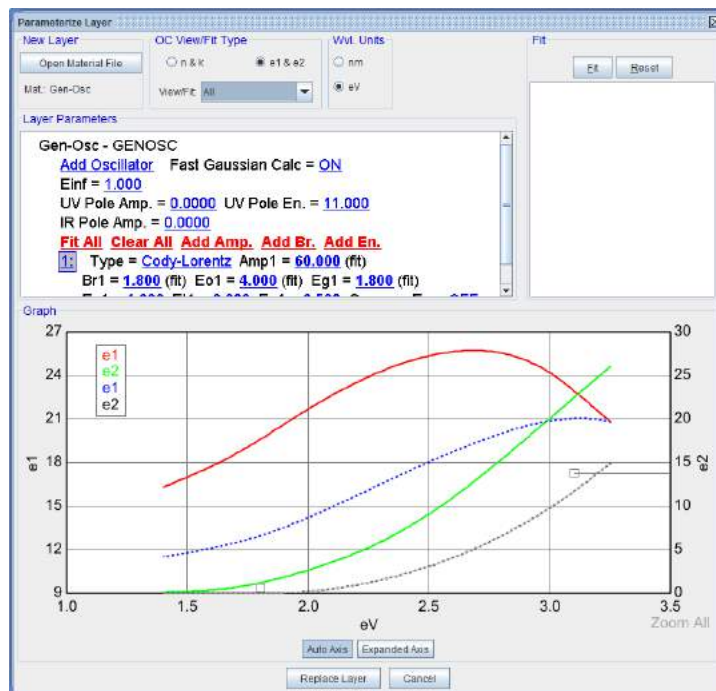 Parameterize Layer
New Layer
Open Material File
Mat.: Gen-Osc
OC View/Fit Type
n & k e1 & e2
View/Fit: All
Wvl. Units
nm
eV
Fit
Fit Reset
Layer Parameters
Gen-Osc - GENOSC
Add Oscillator Fast Gaussian Calc = ON
Einf = 1.000
UV Pole Amp. = 0.0000 UV Pole En. = 11.000
IR Pole Amp. = 0.0000
Fit All Clear All Add Amp. Add Br. Add En.
1: Type = Cody-Lorentz Amp1 = 60.000 (fit)
Br1 = 1.800 (fit) Eo1 = 4.000 (fit) Eg1 = 1.800 (fit)
Graph
27 30
e1
e2
e1
e2
24 25
21 20
e1 18 15 e2
15 10
12 5
9 0
1.0 1.5 2.0 2.5 3.0 3.5
eV
Zoom All
Auto Axis Expanded Axis
Replace Layer Cancel